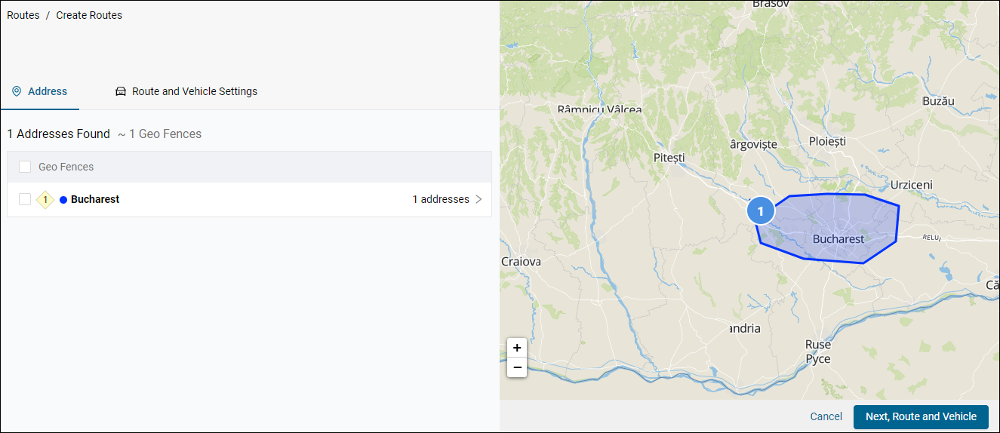 Routes / Create Routes
Address
Route and Vehicle Settings
1 Addresses Found ~ 1 Geo Fences
Geo Fences
1 Bucharest 1 addresses
Brașov
Râmnicu Vâlcea
Buzău
Ploiești
ârgoviște
Pitești
Urziceni
1
Bucharest
RELU
Craiova
Că
andria
Ruse
Русе
+
−
Cancel
Next, Route and Vehicle